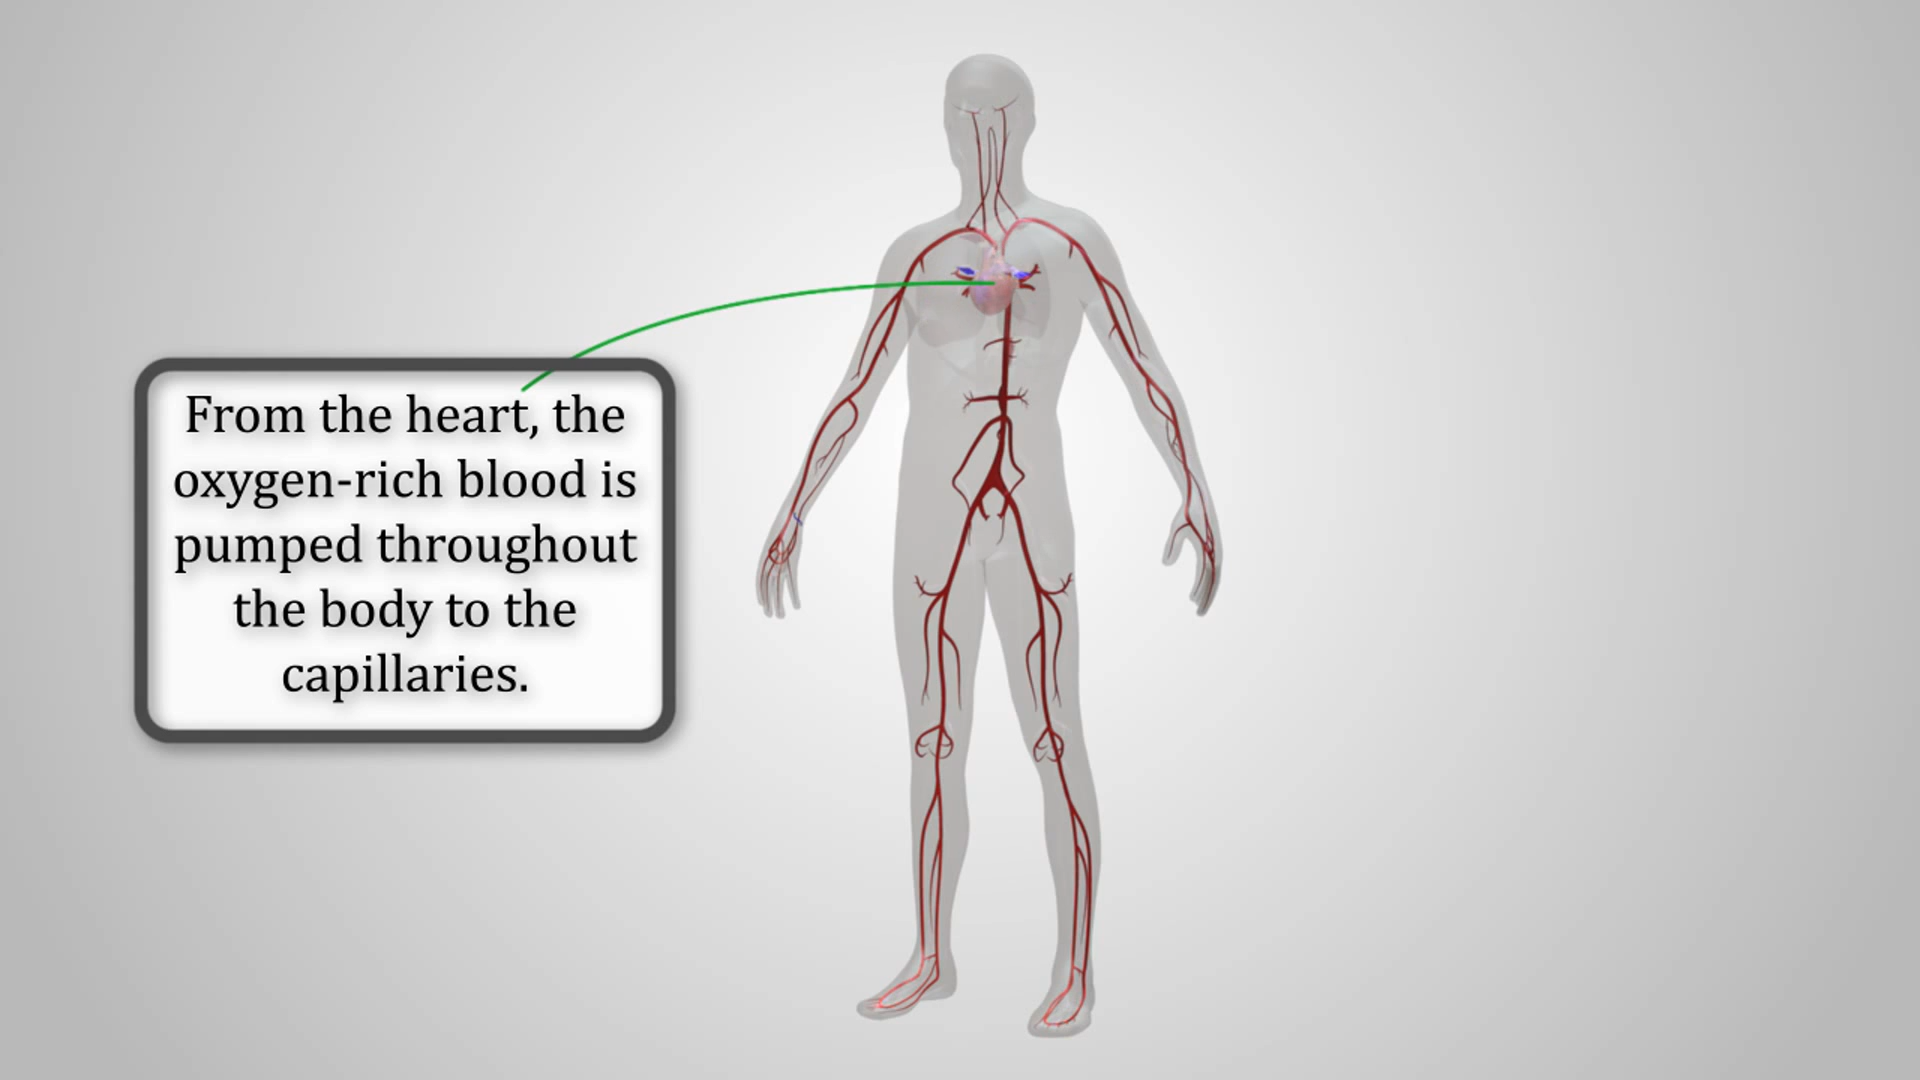 From the heart, the
oxygen-rich blood is
pumped throughout
the body to the
capillaries.